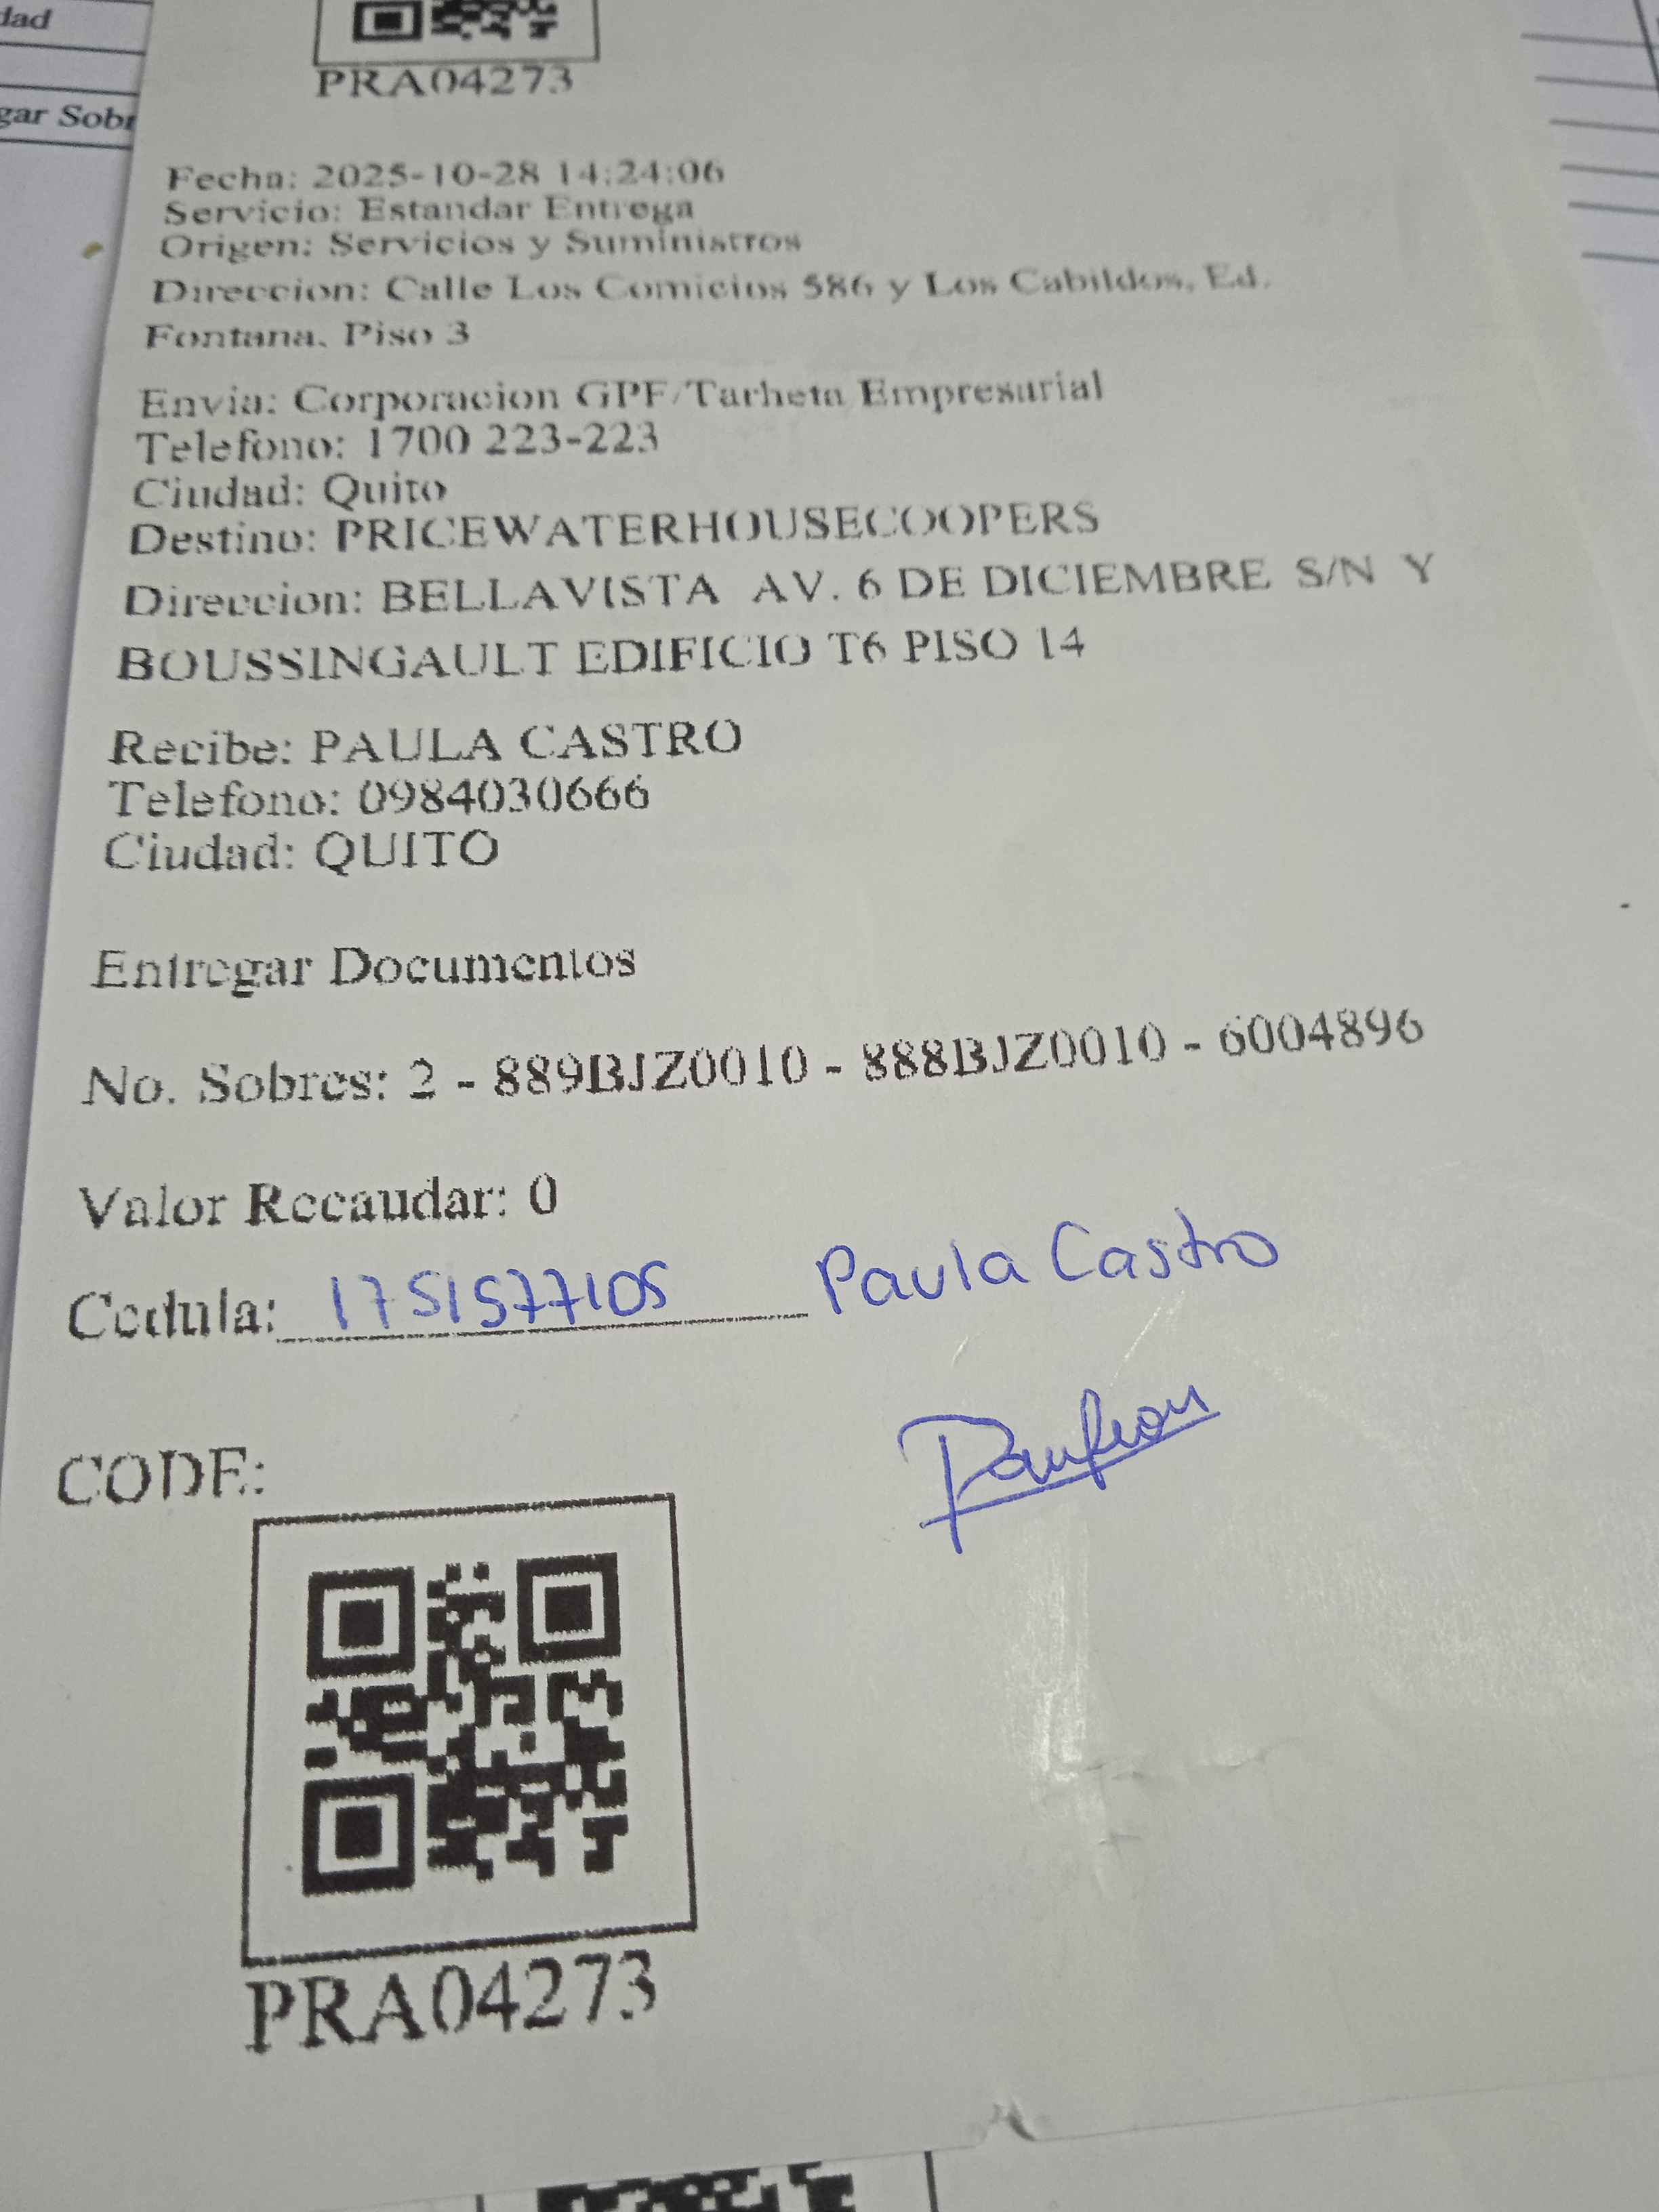 dad
gar Sobr
PRA04273
Fecha: 2025-10-28 14:24:06
Servicio: Estandar Entrega
Origen: Servicios y Suministros
Direccion: Calle Los Comicios 586 y Los Cabildos, Ed.
Fontana, Piso 3
Envia: Corporacion GPF/Tarheta Empresarial
Telefono: 1700 223-223
Ciudad: Quito
Destino: PRICEWATERHOUSECOOPERS
Direccion: BELLAVISTA AV. 6 DE DICIEMBRE S/N Y
BOUSSINGAULT EDIFICIO T6 PISO 14
Recibe: PAULA CASTRO
Telefono: 0984030666
Ciudad: QUITO
Entregar Documentos
No. Sobres: 2 - 889BJZ0010 - 888BJZ0010 - 6004896
Valor Recaudar: 0
Cedula: 1751577105 Paula Castro
CODE:
PRA04273